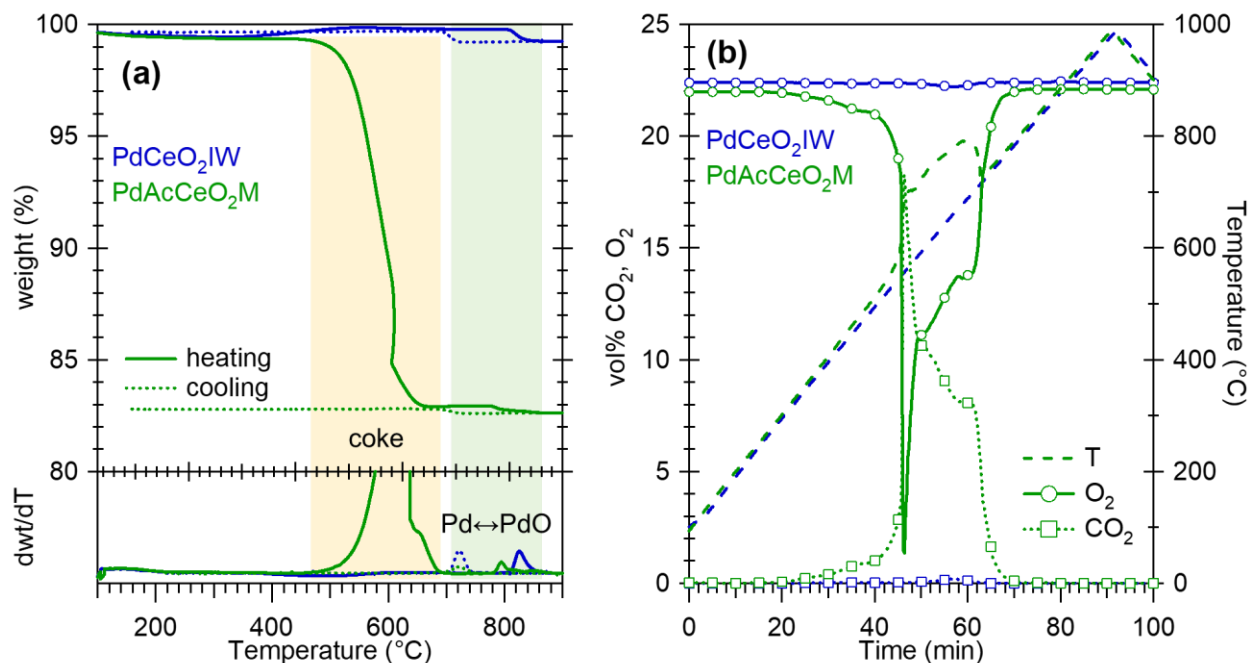 (a)
100
95
90
85
80
weight (%)
PdCeO₂IW
PdAcCeO₂M
heating
cooling
coke
dwt/dT
Pd↔PdO
200
400
600
800
Temperature (°C)
(b)
25
20
15
10
5
0
vol% CO₂, O₂
PdCeO₂IW
PdAcCeO₂M
T
O₂
CO₂
1000
800
600
400
200
0
Temperature (°C)
0
20
40
60
80
100
Time (min)